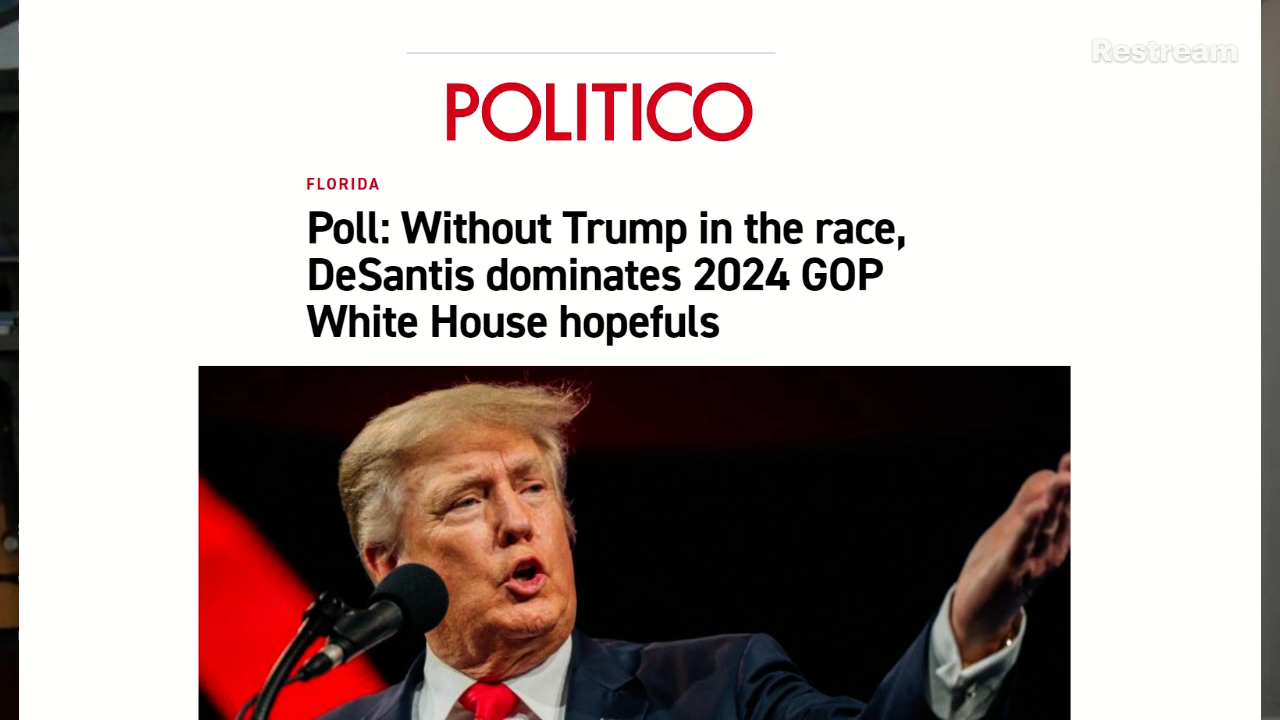 Restream
POLITICO
FLORIDA
Poll: Without Trump in the race,
DeSantis dominates 2024 GOP
White House hopefuls